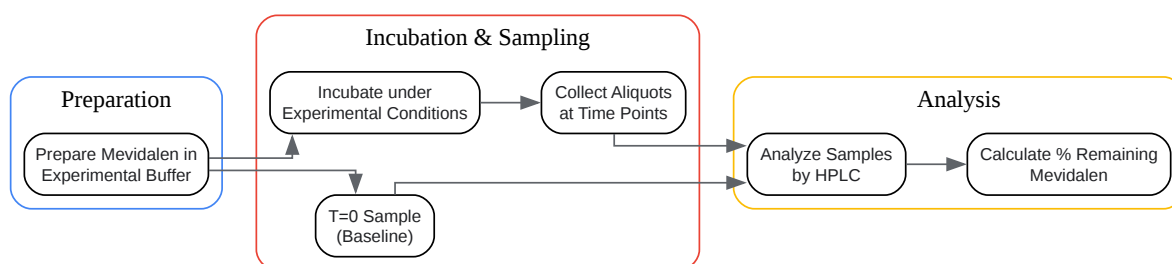 Preparation
Prepare Mevidalen in
Experimental Buffer
Incubation & Sampling
Incubate under
Experimental Conditions
Collect Aliquots
at Time Points
T=0 Sample
(Baseline)
Analysis
Analyze Samples
by HPLC
Calculate % Remaining
Mevidalen